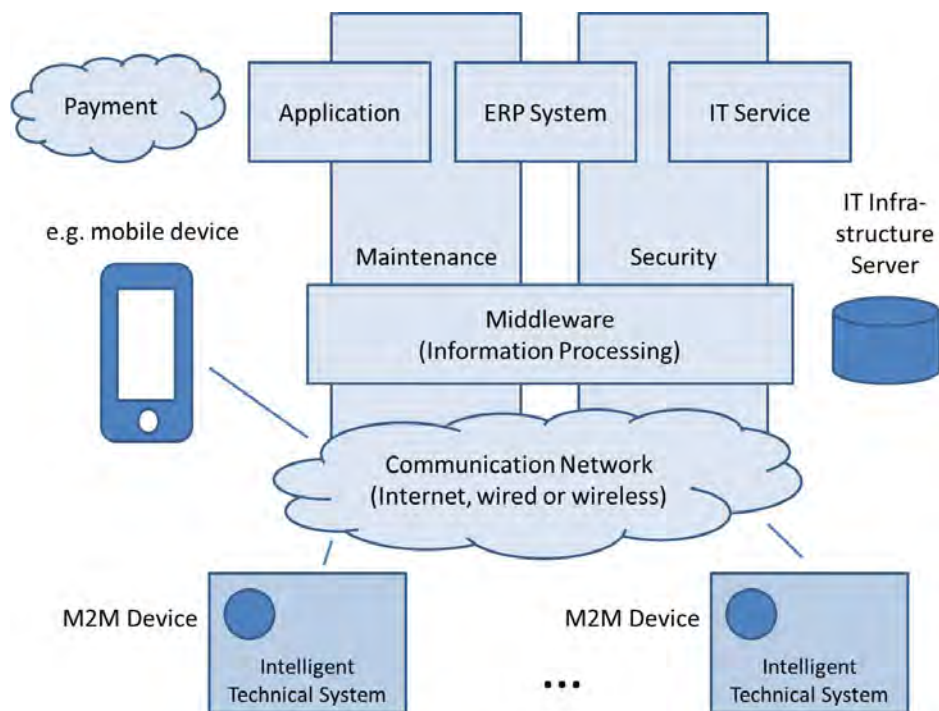 Payment
Application
ERP System
IT Service
e.g. mobile device
IT Infra-
structure
Server
Maintenance
Security
Middleware
(Information Processing)
Communication Network
(Internet, wired or wireless)
M2M Device
Intelligent
Technical System
...
M2M Device
Intelligent
Technical System